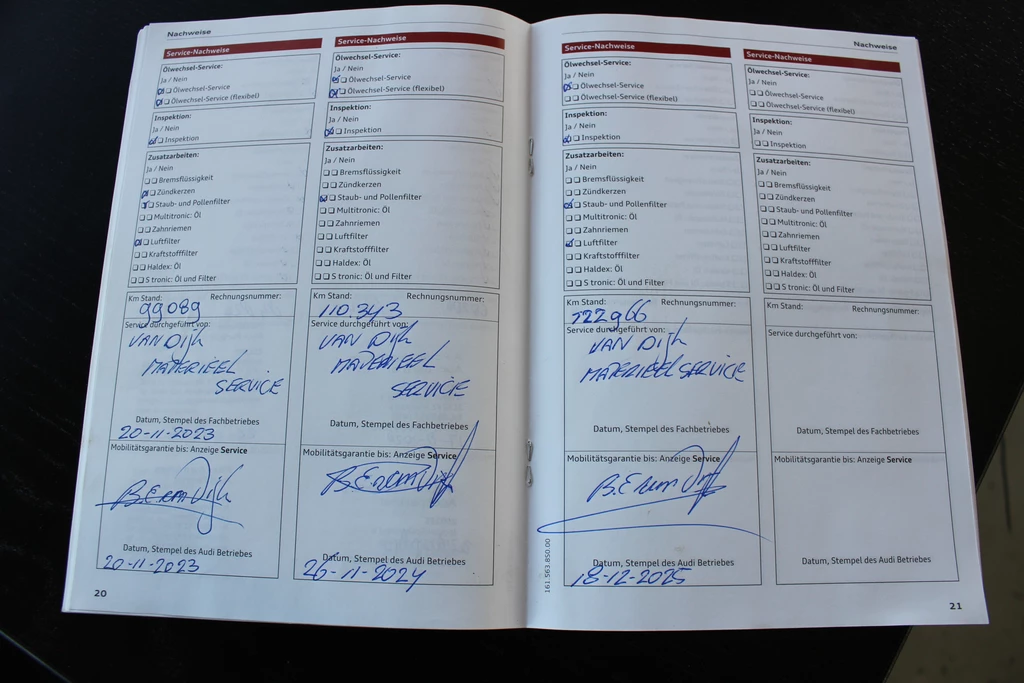 Nachweise
Service-Nachweise
Ölwechsel-Service:
Ja / Nein
Ölwechsel-Service
Ölwechsel-Service (flexibel)
Inspektion:
Ja / Nein
Inspektion
Zusatzarbeiten:
Ja / Nein
Bremsflüssigkeit
Zündkerzen
Staub- und Pollenfilter
Multitronic: Öl
Zahnriemen
Luftfilter
Kraftstofffilter
Haldex: Öl
S tronic: Öl und Filter
Km Stand: Rechnungsnummer:
99089
Service durchgeführt von:
VAN DIJK
MATERIEEL
SERVICE
Datum, Stempel des Fachbetriebes
20-11-2023
Mobilitätsgarantie bis: Anzeige Service
Datum, Stempel des Audi Betriebes
20-11-2023
20
Service-Nachweise
Ölwechsel-Service:
Ja / Nein
Ölwechsel-Service
Ölwechsel-Service (flexibel)
Inspektion:
Ja / Nein
Inspektion
Zusatzarbeiten:
Ja / Nein
Bremsflüssigkeit
Zündkerzen
Staub- und Pollenfilter
Multitronic: Öl
Zahnriemen
Luftfilter
Kraftstofffilter
Haldex: Öl
S tronic: Öl und Filter
Km Stand: Rechnungsnummer:
110.343
Service durchgeführt von:
VAN DIJK
MATERIEEL
SERVICE
Datum, Stempel des Fachbetriebes
Mobilitätsgarantie bis: Anzeige Service
Datum, Stempel des Audi Betriebes
26-11-2024
Nachweise
Service-Nachweise
Ölwechsel-Service:
Ja / Nein
Ölwechsel-Service
Ölwechsel-Service (flexibel)
Inspektion:
Ja / Nein
Inspektion
Zusatzarbeiten:
Ja / Nein
Bremsflüssigkeit
Zündkerzen
Staub- und Pollenfilter
Multitronic: Öl
Zahnriemen
Luftfilter
Kraftstofffilter
Haldex: Öl
S tronic: Öl und Filter
Km Stand: Rechnungsnummer:
122966
Service durchgeführt von:
VAN DIJK
MATERIEEL SERVICE
Datum, Stempel des Fachbetriebes
Mobilitätsgarantie bis: Anzeige Service
Datum, Stempel des Audi Betriebes
18-12-2025
161.563.850.00
Service-Nachweise
Ölwechsel-Service:
Ja / Nein
Ölwechsel-Service
Ölwechsel-Service (flexibel)
Inspektion:
Ja / Nein
Inspektion
Zusatzarbeiten:
Ja / Nein
Bremsflüssigkeit
Zündkerzen
Staub- und Pollenfilter
Multitronic: Öl
Zahnriemen
Luftfilter
Kraftstofffilter
Haldex: Öl
S tronic: Öl und Filter
Km Stand: Rechnungsnummer:
Service durchgeführt von:
Datum, Stempel des Fachbetriebes
Mobilitätsgarantie bis: Anzeige Service
Datum, Stempel des Audi Betriebes
21